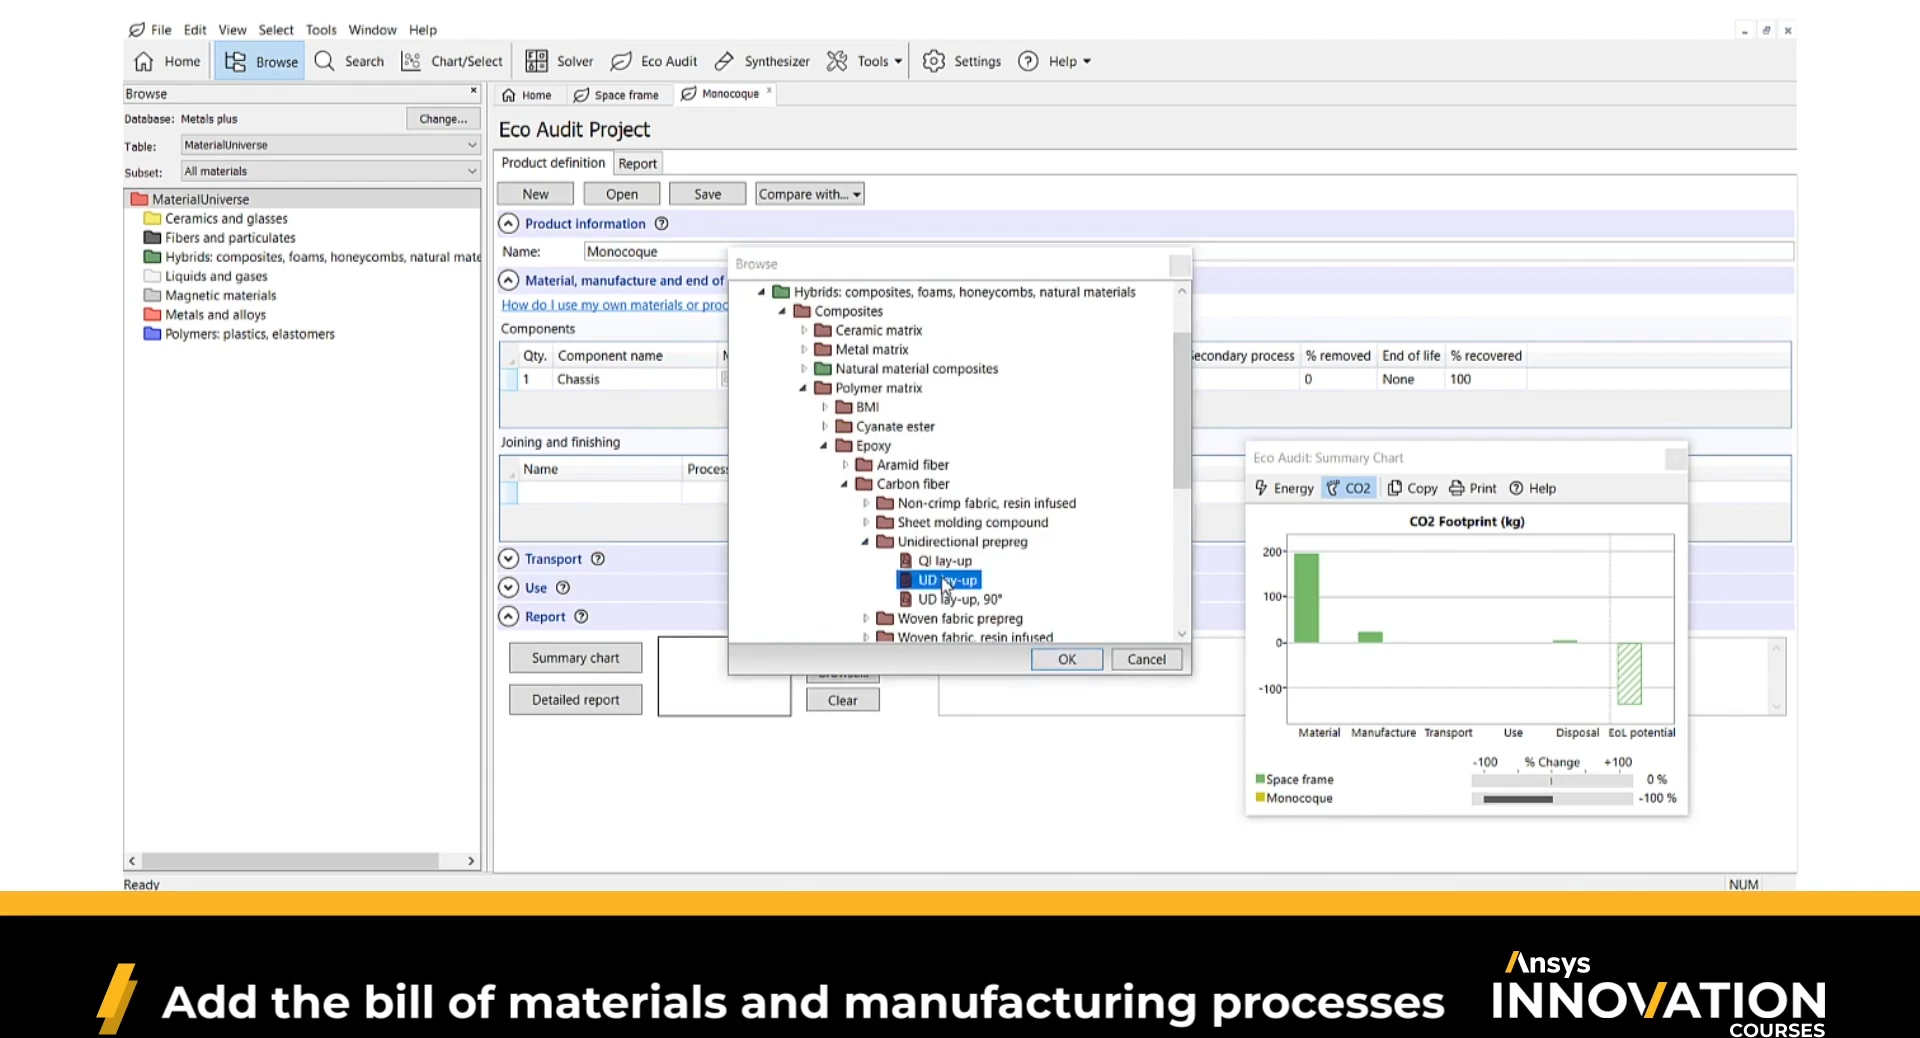 File Edit View Select Tools Window Help
Home Browse Search Chart/Select Solver Eco Audit Synthesizer Tools Settings Help
Browse
Database: Metals plus Change...
Table: MaterialUniverse
Subset: All materials
MaterialUniverse
Ceramics and glasses
Fibers and particulates
Hybrids: composites, foams, honeycombs, natural mate
Liquids and gases
Magnetic materials
Metals and alloys
Polymers: plastics, elastomers
Home Space frame Monocoque
Eco Audit Project
Product definition Report
New Open Save Compare with...
Product information
Name: Monocoque
Material, manufacture and end of
How do I use my own materials or proc
Components
Qty. Component name
1 Chassis
Secondary process % removed End of life % recovered
0 None 100
Joining and finishing
Name Proces
Transport
Use
Report
Summary chart
Detailed report
Clear
Browse
Hybrids: composites, foams, honeycombs, natural materials
Composites
Ceramic matrix
Metal matrix
Natural material composites
Polymer matrix
BMI
Cyanate ester
Epoxy
Aramid fiber
Carbon fiber
Non-crimp fabric, resin infused
Sheet molding compound
Unidirectional prepreg
QI lay-up
UD lay-up
UD lay-up, 90°
Woven fabric prepreg
Woven fabric, resin infused
OK Cancel
Eco Audit: Summary Chart
Energy CO2 Copy Print Help
CO2 Footprint (kg)
200
100
0
-100
Material Manufacture Transport Use Disposal EoL potential
-100 % Change +100
Space frame 0 %
Monocoque -100 %
Ready NUM
Add the bill of materials and manufacturing processes
Ansys
INNOVATION
COURSES